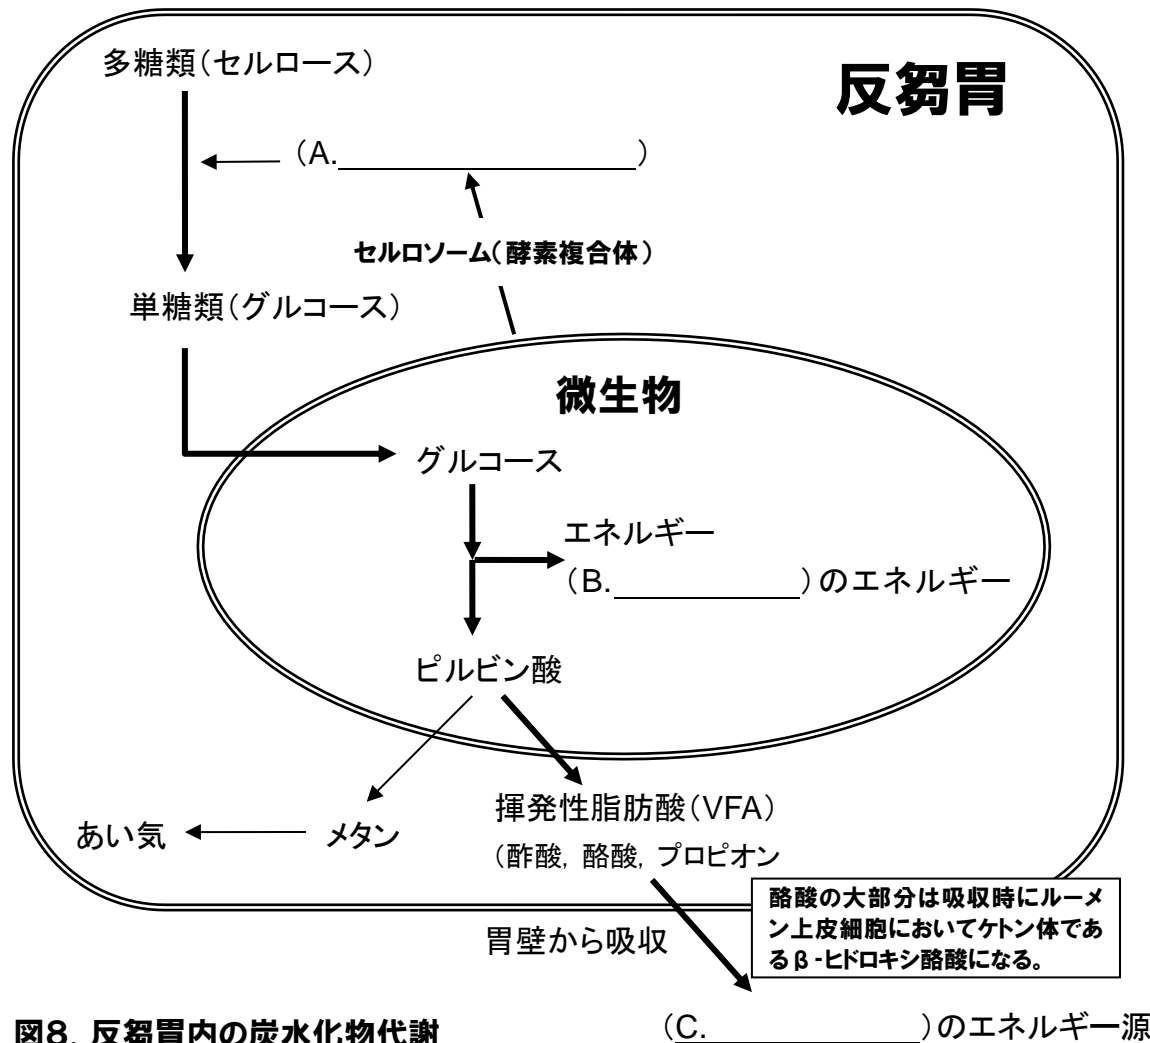 多糖類(セルロース)
反芻胃
(A.                )
セルロソーム(酵素複合体)
単糖類(グルコース)
微生物
グルコース
エネルギー
(B.          )のエネルギー
ピルビン酸
揮発性脂肪酸(VFA)
あい気
メタン
(酢酸, 酪酸, プロピオン
酪酸の大部分は吸収時にルーメ
ン上皮細胞においてケトン体であ
るβ-ヒドロキシ酪酸になる。
胃壁から吸収
(C.             )のエネルギー源
図8. 反芻胃内の炭水化物代謝